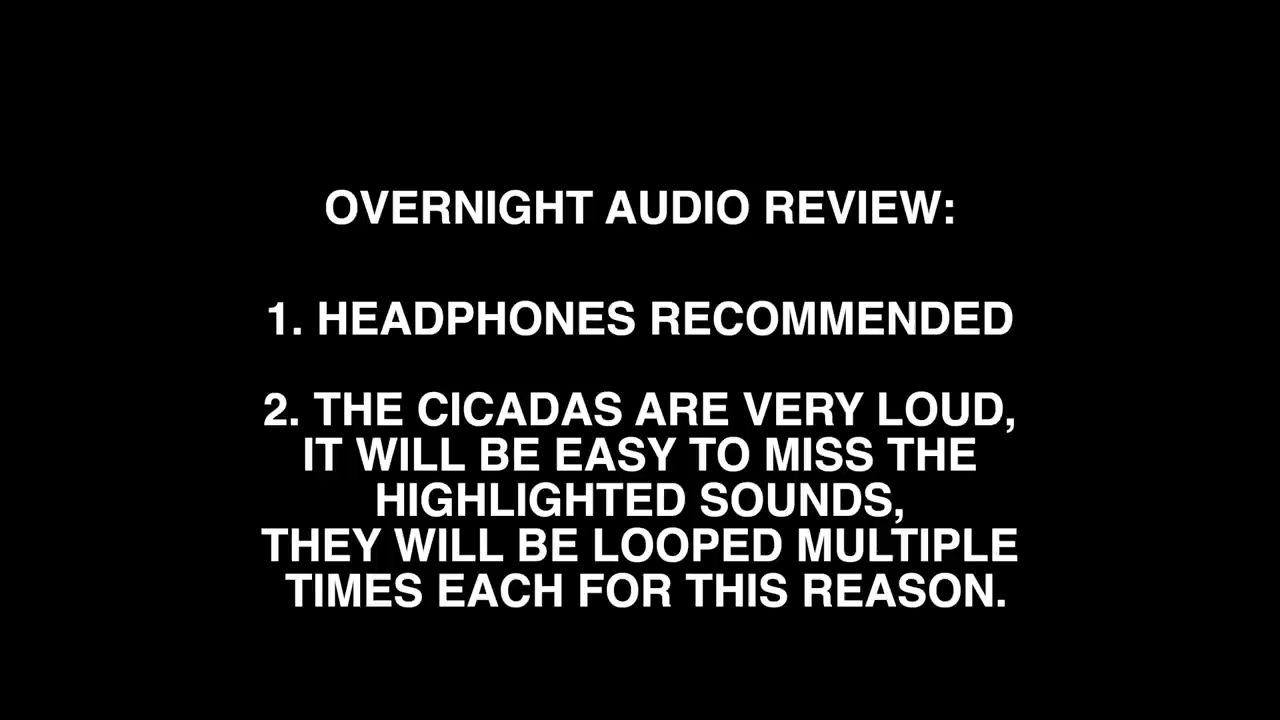 OVERNIGHT AUDIO REVIEW:
1. HEADPHONES RECOMMENDED
2. THE CICADAS ARE VERY LOUD,
IT WILL BE EASY TO MISS THE
HIGHLIGHTED SOUNDS,
THEY WILL BE LOOPED MULTIPLE
TIMES EACH FOR THIS REASON.